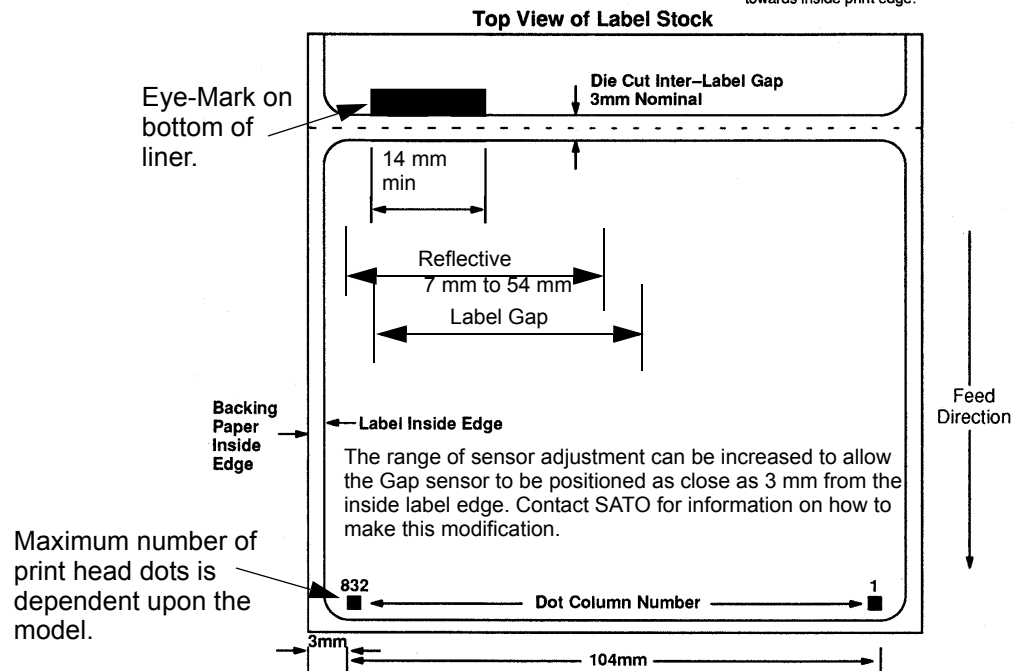 towards inside print edge.
Top View of Label Stock
Die Cut Inter–Label Gap
3mm Nominal
Eye-Mark on
bottom of
liner.
14 mm
min
Reflective
7 mm to 54 mm
Label Gap
Feed
Direction
Backing
Paper
Inside
Edge
Label Inside Edge
The range of sensor adjustment can be increased to allow
the Gap sensor to be positioned as close as 3 mm from the
inside label edge. Contact SATO for information on how to
make this modification.
Maximum number of
print head dots is
dependent upon the
model.
832
1
Dot Column Number
3mm
104mm